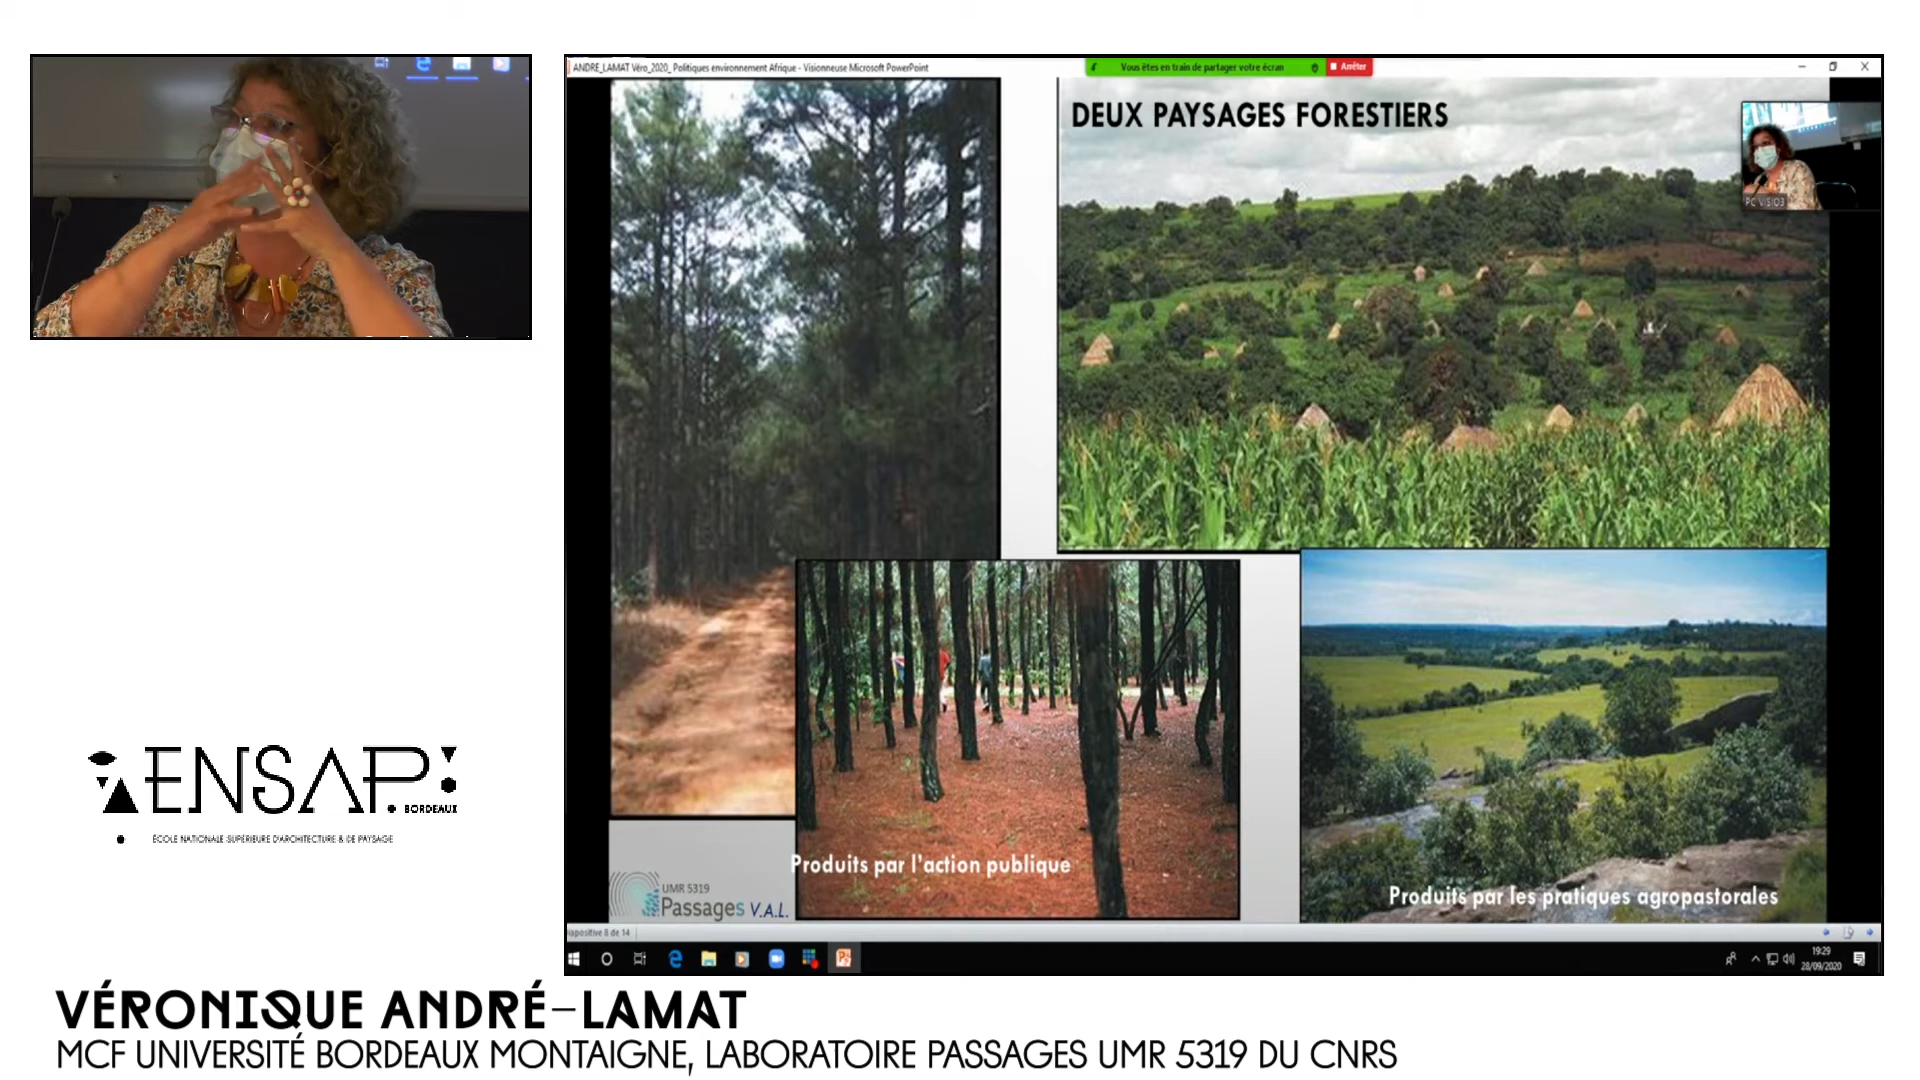 ANDRE_LAMAT Véro_2020_ Politiques environnement Afrique - Visionneuse Microsoft PowerPoint
Vous êtes en train de partager votre écran
Arrêter
DEUX PAYSAGES FORESTIERS
PC VISIO3
Produits par l'action publique
Produits par les pratiques agropastorales
UMR 5319
Passages V.A.L.
iapositive 8 de 14
19:29
28/09/2020
ENSAP
BORDEAUX
ÉCOLE NATIONALE SUPÉRIEURE D'ARCHITECTURE & DE PAYSAGE
VÉRONIQUE ANDRÉ-LAMAT
MCF UNIVERSITÉ BORDEAUX MONTAIGNE, LABORATOIRE PASSAGES UMR 5319 DU CNRS